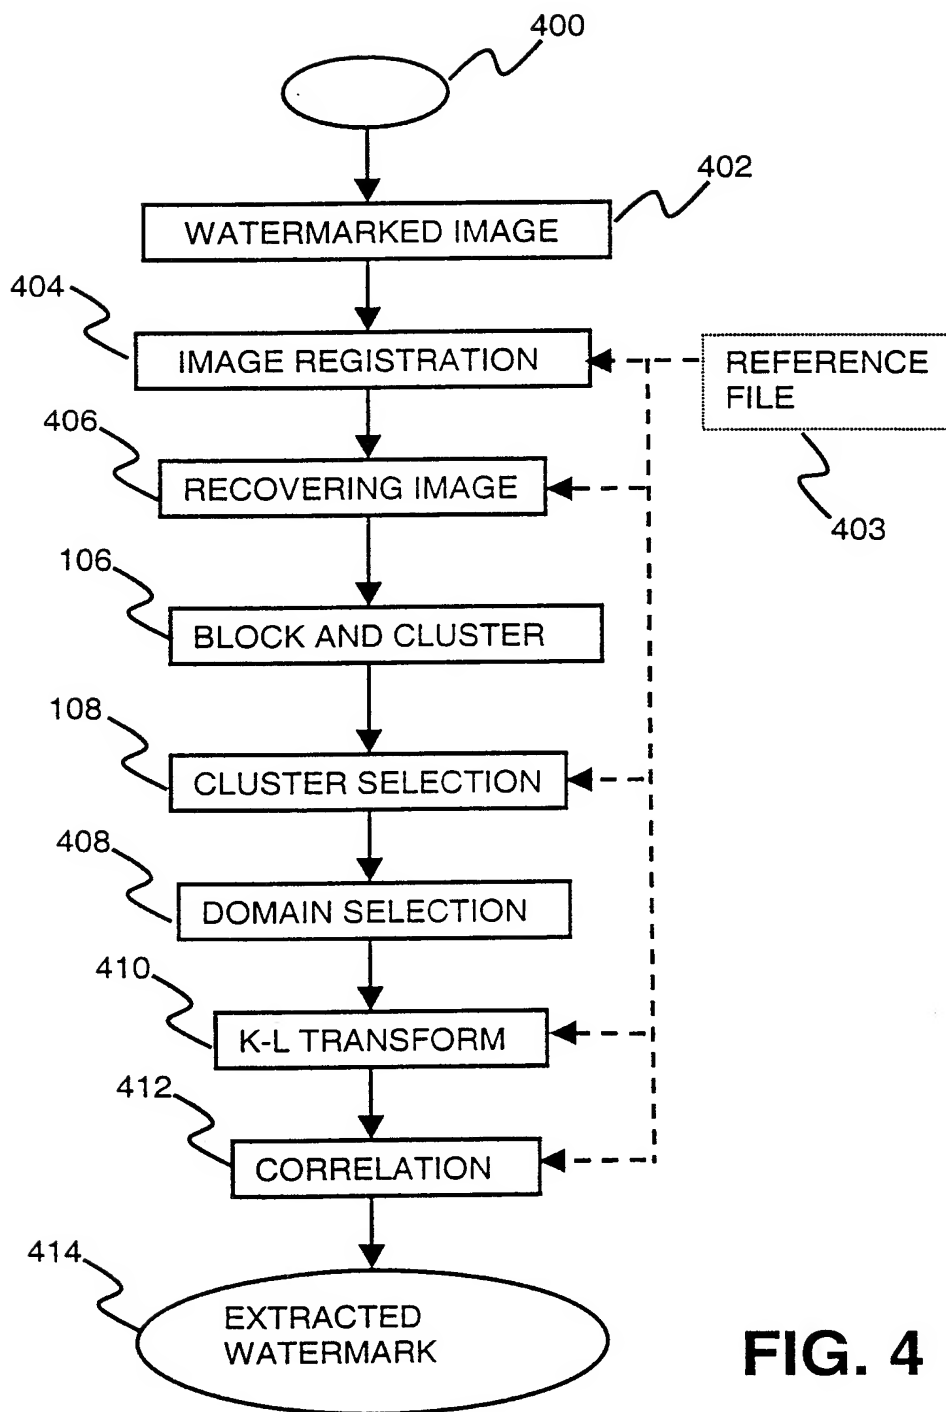 400
WATERMARKED IMAGE
402
404
IMAGE REGISTRATION
REFERENCE
FILE
403
406
RECOVERING IMAGE
106
BLOCK AND CLUSTER
108
CLUSTER SELECTION
408
DOMAIN SELECTION
410
K-L TRANSFORM
412
CORRELATION
414
EXTRACTED
WATERMARK
FIG. 4